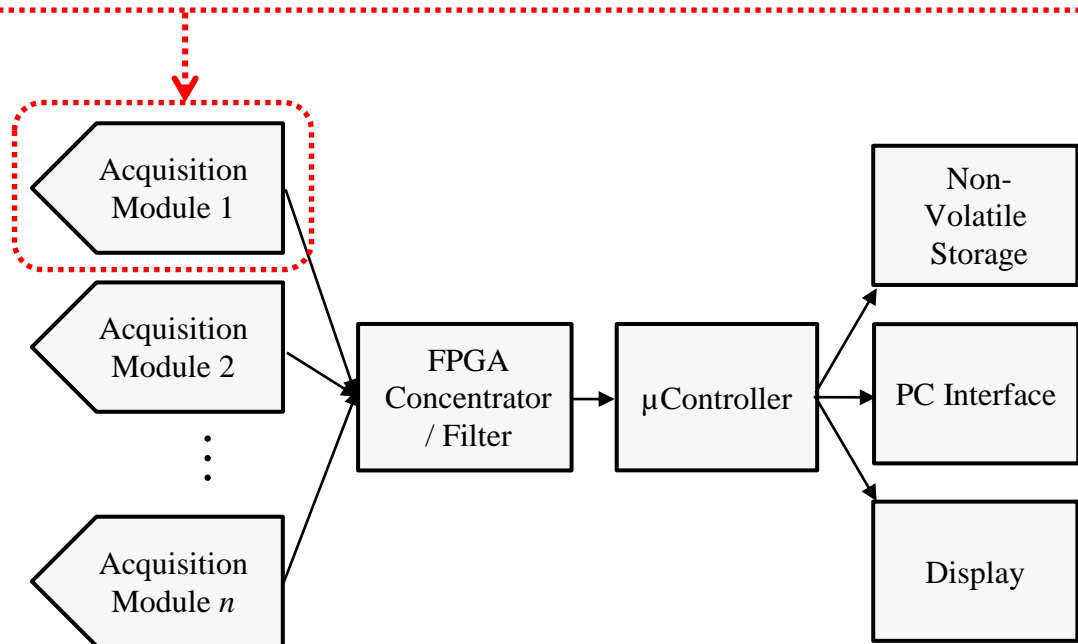 Acquisition
Module 1
Acquisition
Module 2
Acquisition
Module n
FPGA
Concentrator
/ Filter
µController
Non-
Volatile
Storage
PC Interface
Display